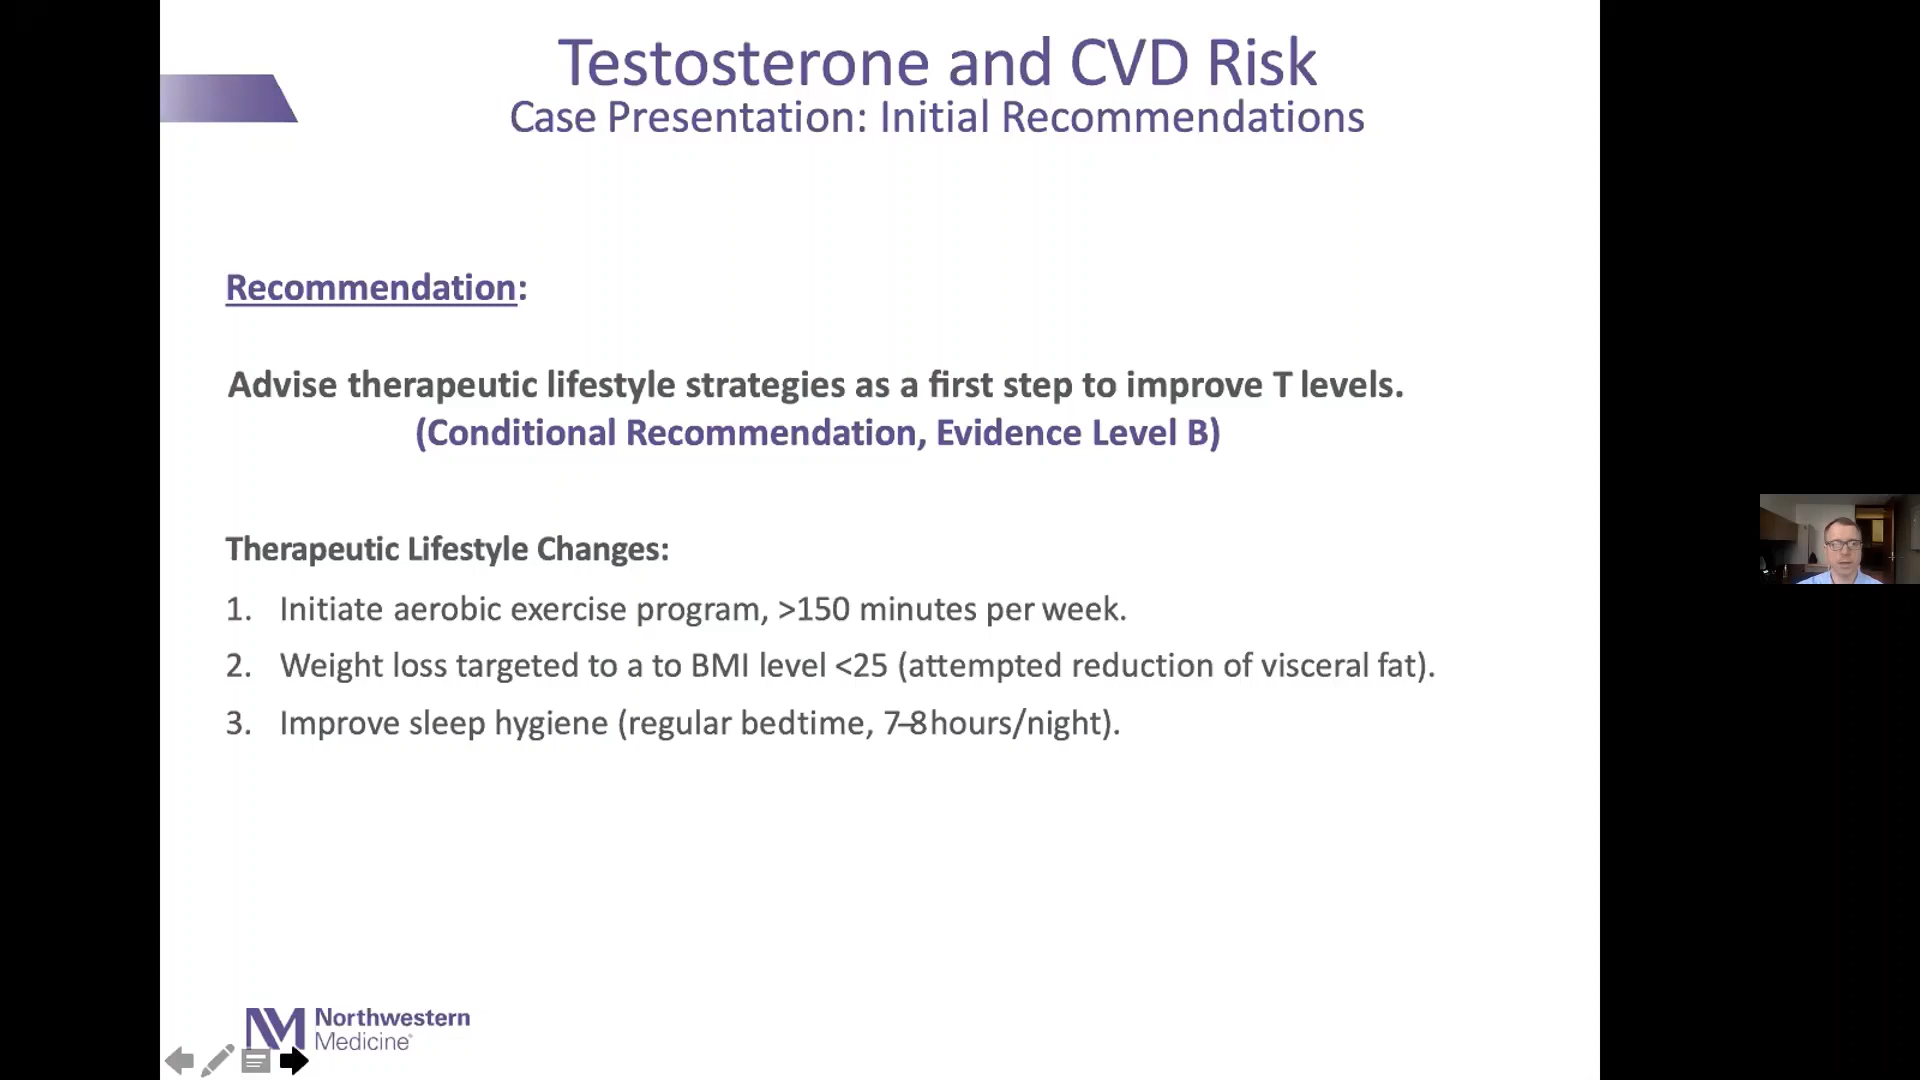 Testosterone and CVD Risk
Case Presentation: Initial Recommendations
Recommendation:
Advise therapeutic lifestyle strategies as a first step to improve T levels.
(Conditional Recommendation, Evidence Level B)
Therapeutic Lifestyle Changes:
1. Initiate aerobic exercise program, >150 minutes per week.
2. Weight loss targeted to a to BMI level <25 (attempted reduction of visceral fat).
3. Improve sleep hygiene (regular bedtime, 7–8 hours/night).
NM Northwestern
Medicine®